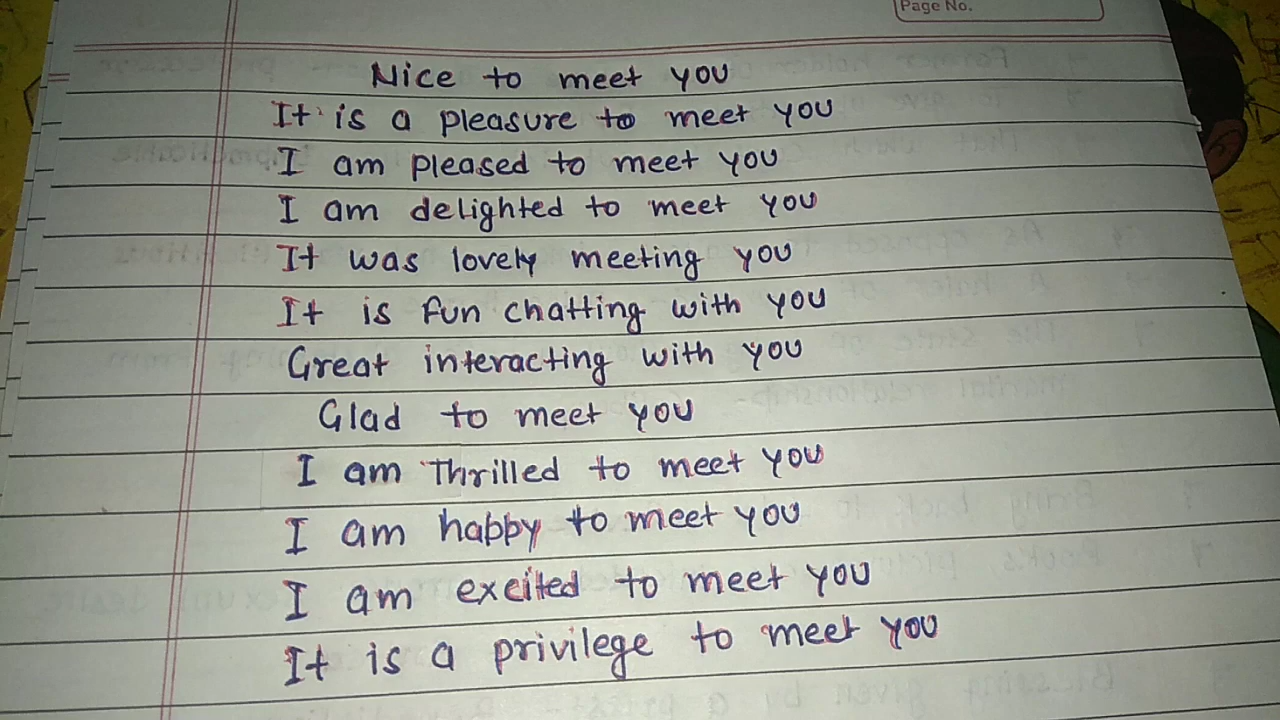 Page No.
Nice to meet you
It is a pleasure to meet you
I am pleased to meet you
I am delighted to meet you
It was lovely meeting you
It is fun chatting with you
Great interacting with you
Glad to meet you
I am Thrilled to meet you
I am happy to meet you
I am excited to meet you
It is a privilege to meet you